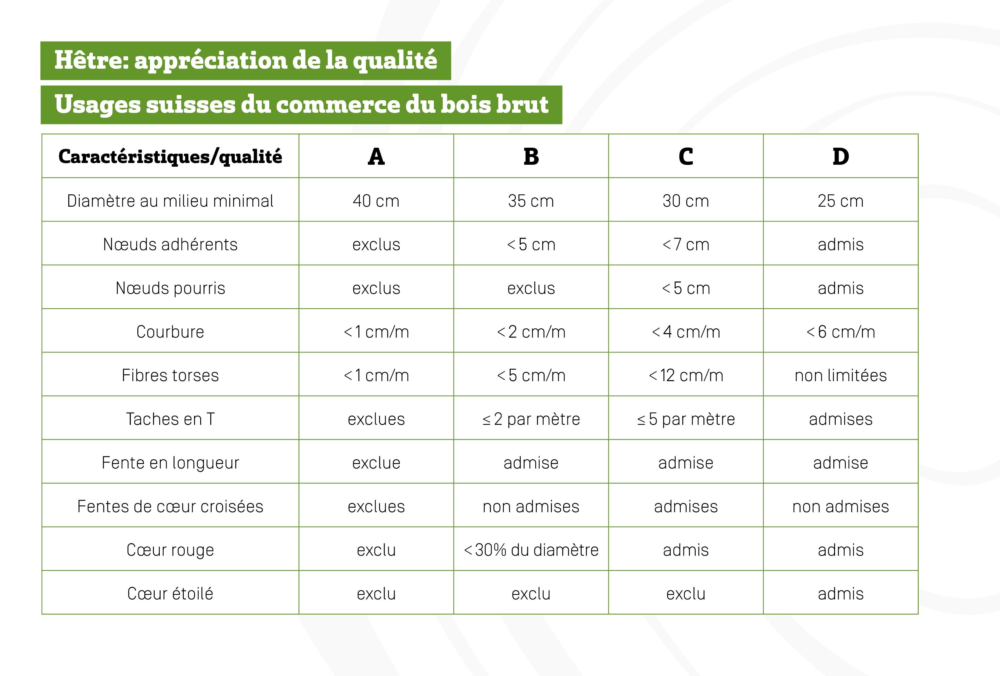 Hêtre: appréciation de la qualité
Usages suisses du commerce du bois brut
Caractéristiques/qualité A B C D
Diamètre au milieu minimal 40 cm 35 cm 30 cm 25 cm
Nœuds adhérents exclus < 5 cm < 7 cm admis
Nœuds pourris exclus exclus < 5 cm admis
Courbure < 1 cm/m < 2 cm/m < 4 cm/m < 6 cm/m
Fibres torses < 1 cm/m < 5 cm/m < 12 cm/m non limitées
Taches en T exclues ≤ 2 par mètre ≤ 5 par mètre admises
Fente en longueur exclue admise admise admise
Fentes de cœur croisées exclues non admises admises non admises
Cœur rouge exclu < 30% du diamètre admis admis
Cœur étoilé exclu exclu exclu admis